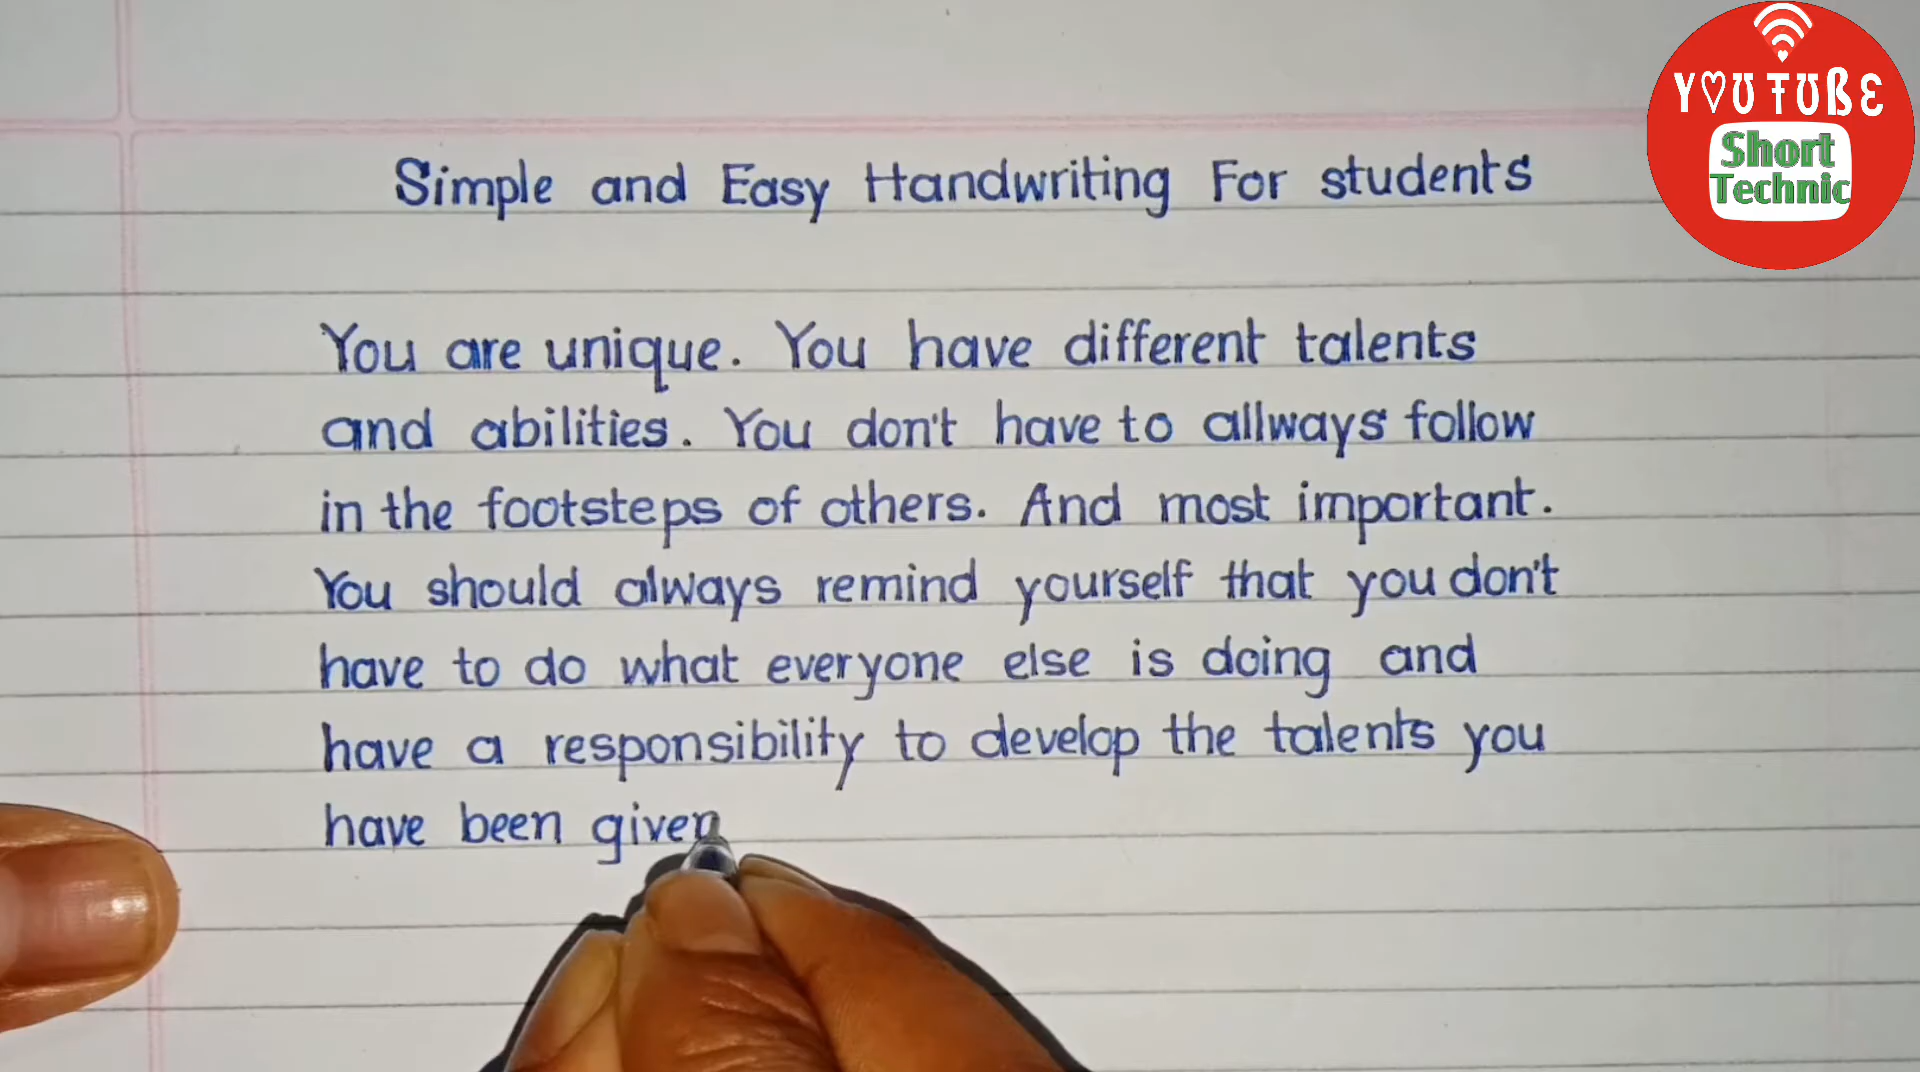 YOUTUBE
Short
Technic
Simple and Easy Handwriting For students
You are unique. You have different talents
and abilities. You don't have to allways follow
in the footsteps of others. And most important.
You should always remind yourself that you don't
have to do what everyone else is doing and
have a responsibility to develop the talents you
have been given